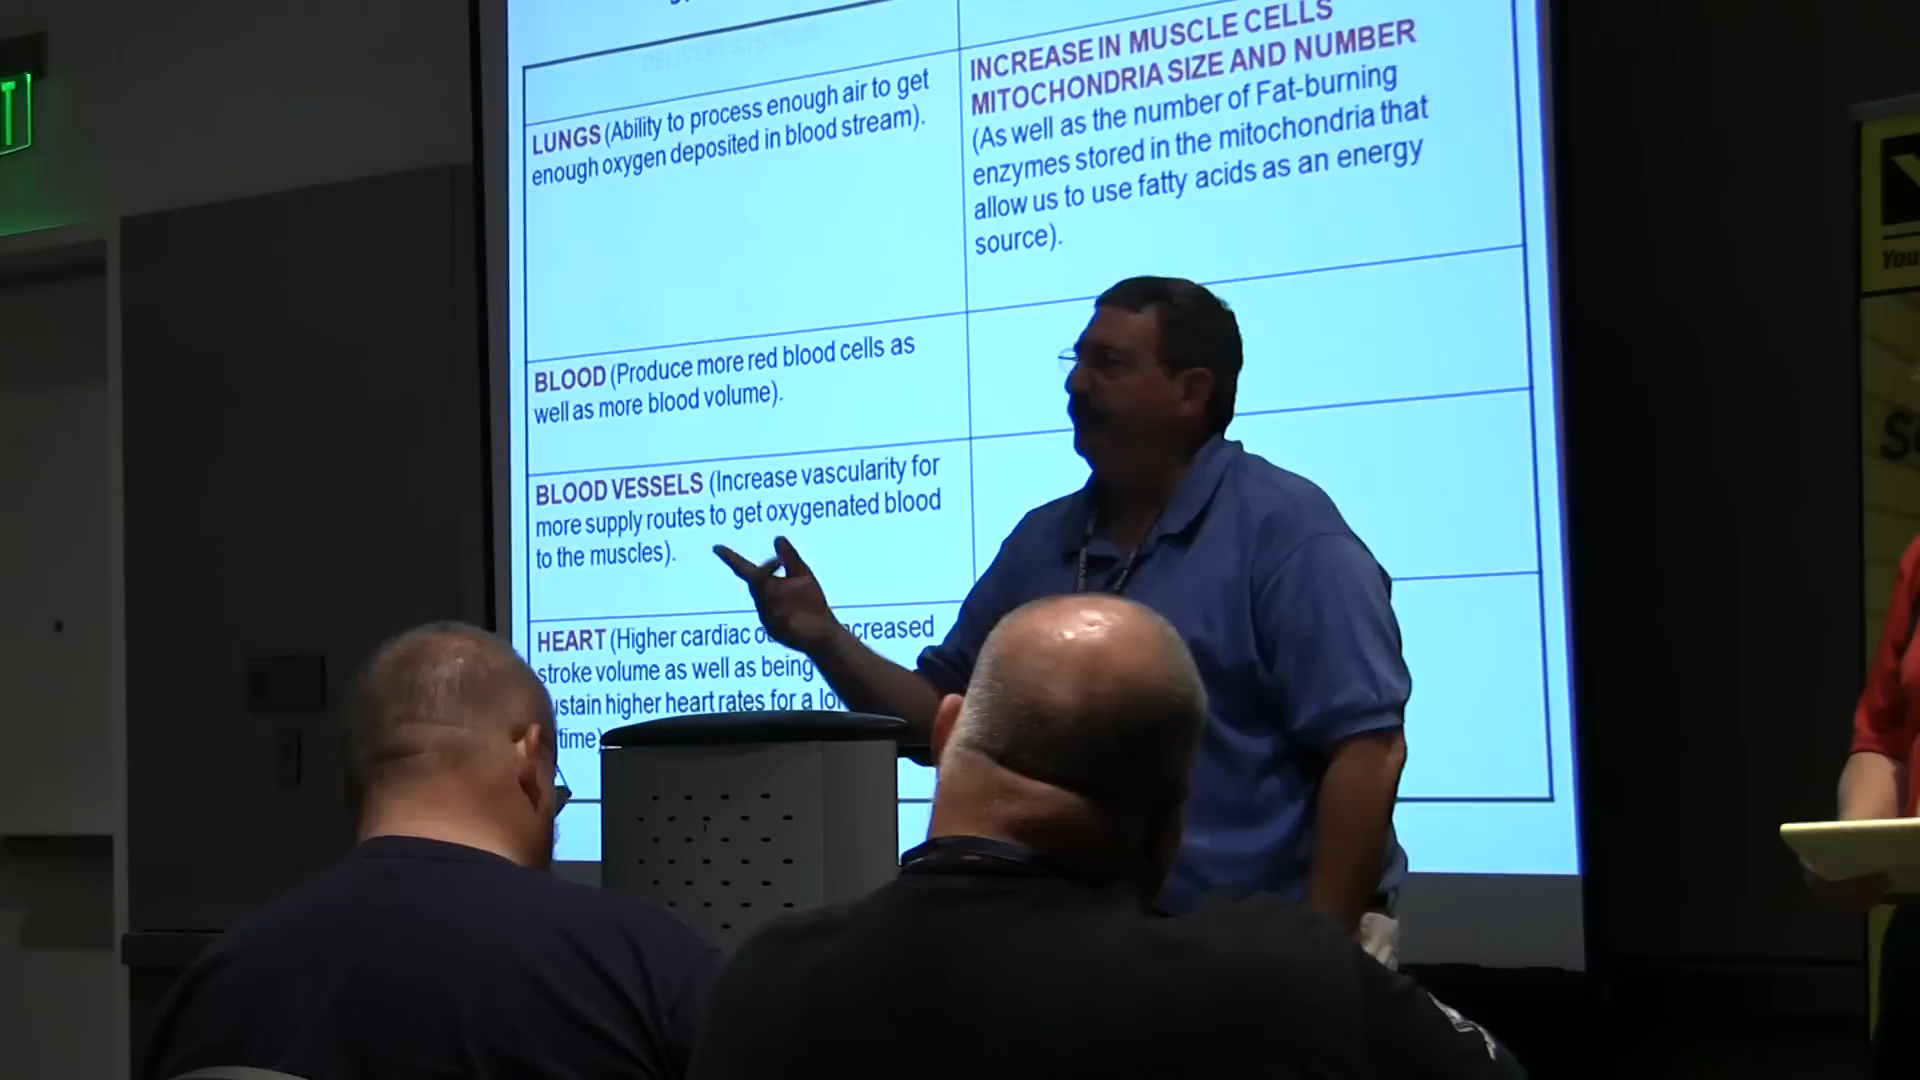 T
DELIVERY SYSTEMS
LUNGS (Ability to process enough air to get
enough oxygen deposited in blood stream).
INCREASE IN MUSCLE CELLS
MITOCHONDRIA SIZE AND NUMBER
(As well as the number of Fat-burning
enzymes stored in the mitochondria that
allow us to use fatty acids as an energy
source).
BLOOD (Produce more red blood cells as
well as more blood volume).
BLOOD VESSELS (Increase vascularity for
more supply routes to get oxygenated blood
to the muscles).
HEART (Higher cardiac
stroke volume as well as being
higher heart rates for a
time)
You